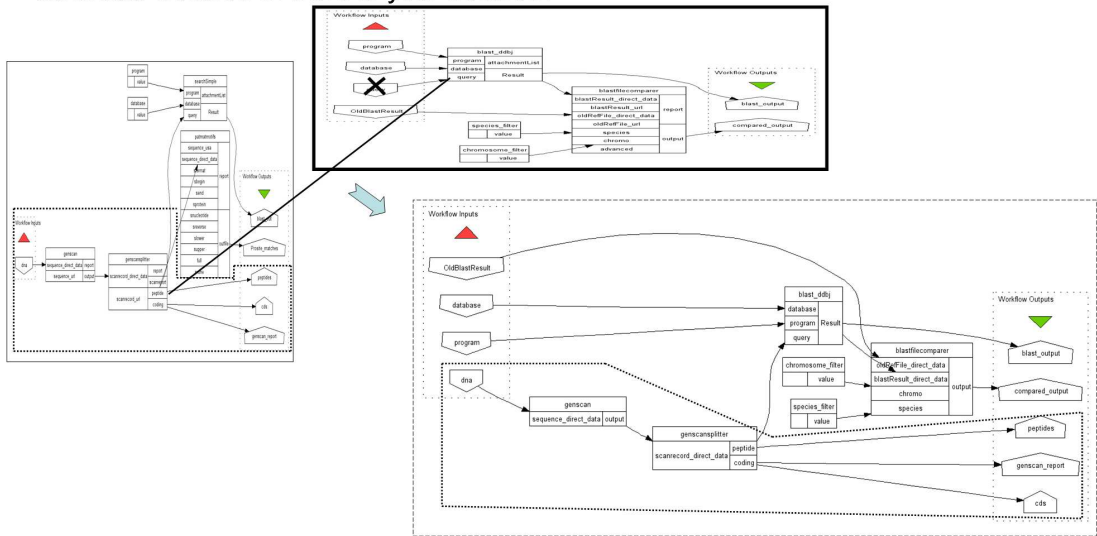 Workflow Inputs
program
database
OldBlastResult
blast_ddbj
program
database
query
attachmentList
Result
species_filter
value
chromosome_filter
value
blastfilecomparer
blastResult_direct_data
blastResult_url
oldRefFile_direct_data
oldRefFile_url
species
chromo
advanced
report
output
Workflow Outputs
blast_output
compared_output
program
value
database
value
searchSimple
program
database
query
attachmentList
Result
sequence_usa
sequence_direct_data
report
outfile
Workflow Outputs
Prosite_matches
Workflow Inputs
dna
genscan
sequence_direct_data
sequence_url
report
output
genscansplitter
scanrecord_direct_data
scanrecord_url
report
peptide
coding
peptides
cds
genscan_report
Workflow Inputs
OldBlastResult
database
program
dna
genscan
sequence_direct_data
output
genscansplitter
scanrecord_direct_data
peptide
coding
blast_ddbj
database
program
query
Result
chromosome_filter
value
species_filter
value
blastfilecomparer
oldRefFile_direct_data
blastResult_direct_data
chromo
species
output
Workflow Outputs
blast_output
compared_output
peptides
genscan_report
cds